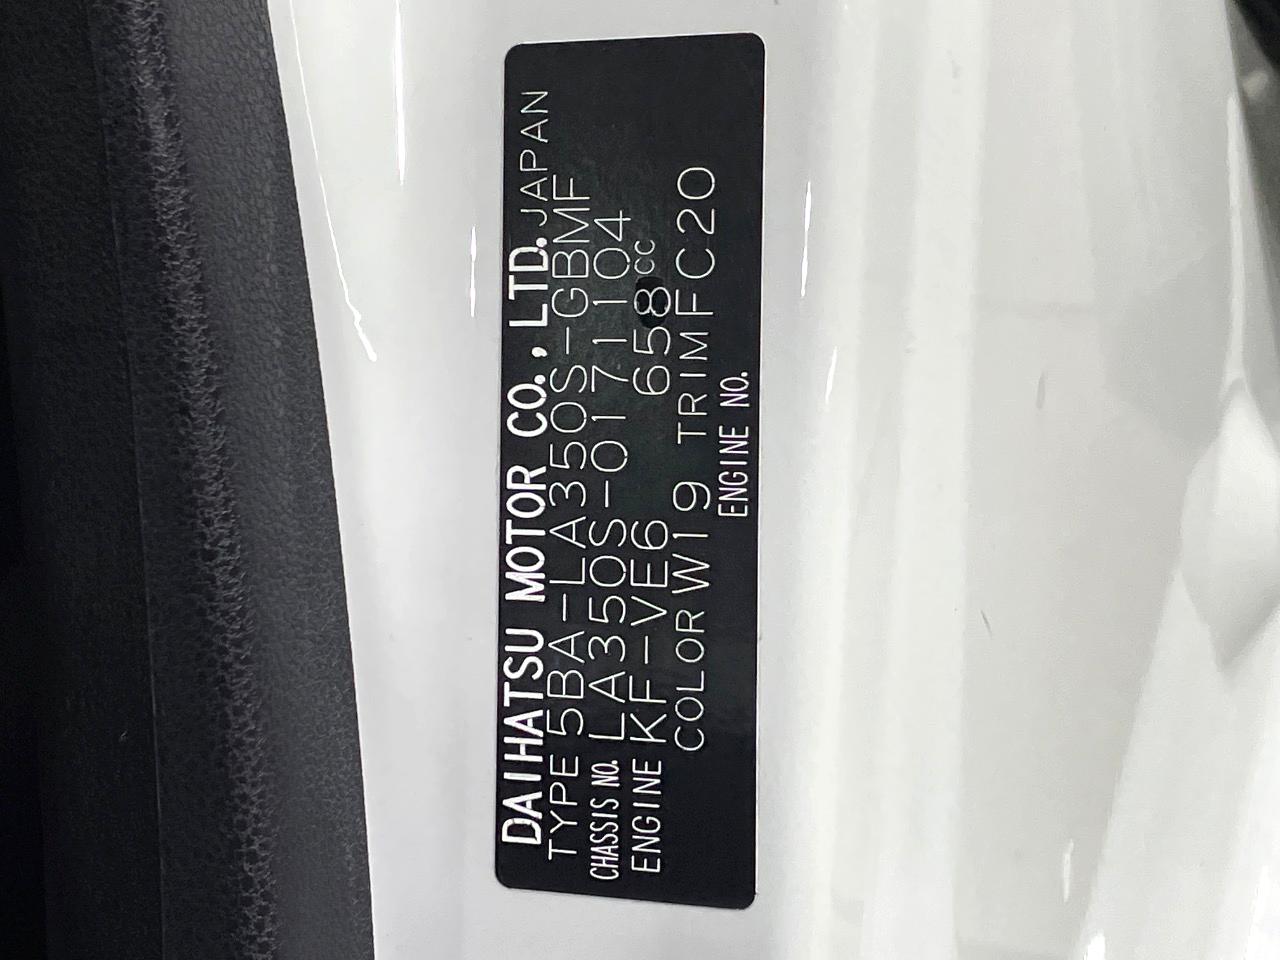 DAIHATSU MOTOR CO., LTD. JAPAN
TYPE 5BA-LA350S-GBMF
CHASSIS NO. LA350S-0171104
ENGINE KF-VE6 658cc
COLOR W19 TRIM FC20
ENGINE NO.